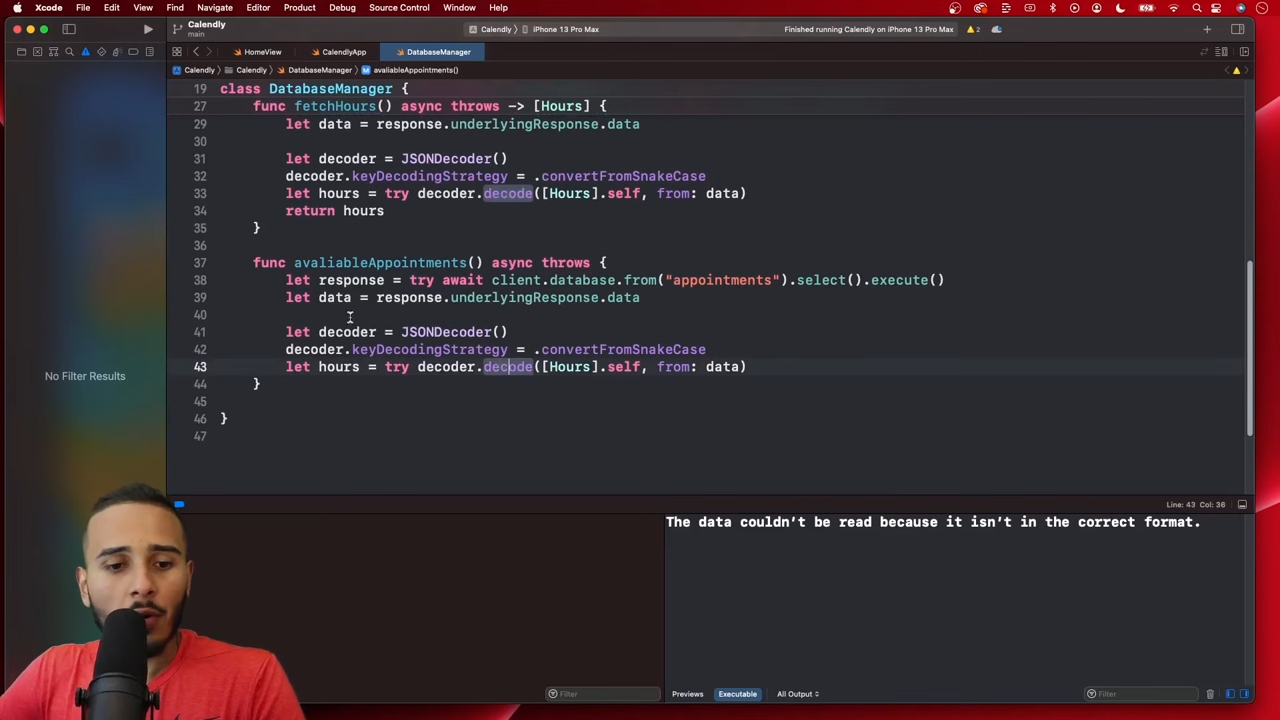 Xcode File Edit View Find Navigate Editor Product Debug Source Control Window Help
Calendly
main
Calendly 〉 iPhone 13 Pro Max
Finished running Calendly on iPhone 13 Pro Max
2
HomeView
CalendlyApp
DatabaseManager
Calendly 〉 Calendly 〉 DatabaseManager 〉 M avaliableAppointments()
19 class DatabaseManager {
27 func fetchHours() async throws -> [Hours] {
29 let data = response.underlyingResponse.data
30
31 let decoder = JSONDecoder()
32 decoder.keyDecodingStrategy = .convertFromSnakeCase
33 let hours = try decoder.decode([Hours].self, from: data)
34 return hours
35 }
36
37 func avaliableAppointments() async throws {
38 let response = try await client.database.from("appointments").select().execute()
39 let data = response.underlyingResponse.data
40
41 let decoder = JSONDecoder()
42 decoder.keyDecodingStrategy = .convertFromSnakeCase
43 let hours = try decoder.decode([Hours].self, from: data)
44 }
45
46 }
47
No Filter Results
Line: 43 Col: 36
The data couldn't be read because it isn't in the correct format.
Filter
Previews
Executable
All Output
Filter